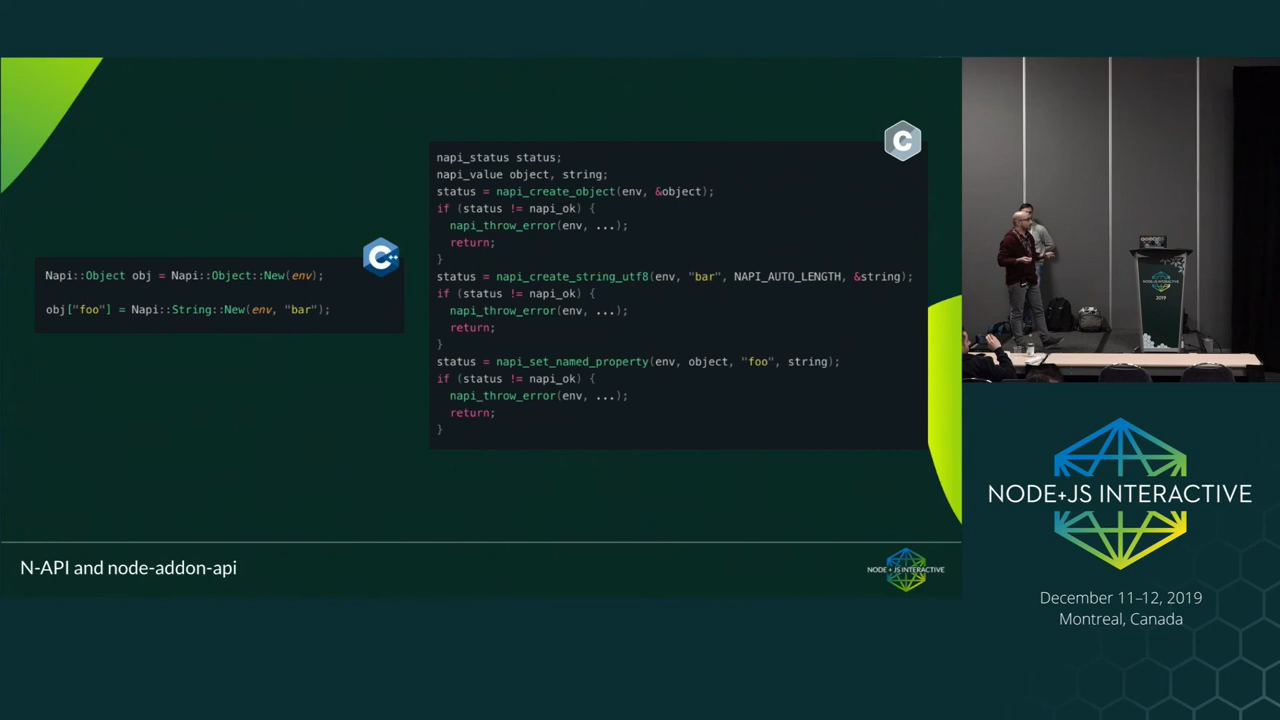 C++
Napi::Object obj = Napi::Object::New(env);
obj["foo"] = Napi::String::New(env, "bar");
C
napi_status status;
napi_value object, string;
status = napi_create_object(env, &object);
if (status != napi_ok) {
napi_throw_error(env, ...);
return;
}
status = napi_create_string_utf8(env, "bar", NAPI_AUTO_LENGTH, &string);
if (status != napi_ok) {
napi_throw_error(env, ...);
return;
}
status = napi_set_named_property(env, object, "foo", string);
if (status != napi_ok) {
napi_throw_error(env, ...);
return;
}
N-API and node-addon-api
NODE+JS INTERACTIVE
2019
NODE+JS INTERACTIVE
December 11–12, 2019
Montreal, Canada